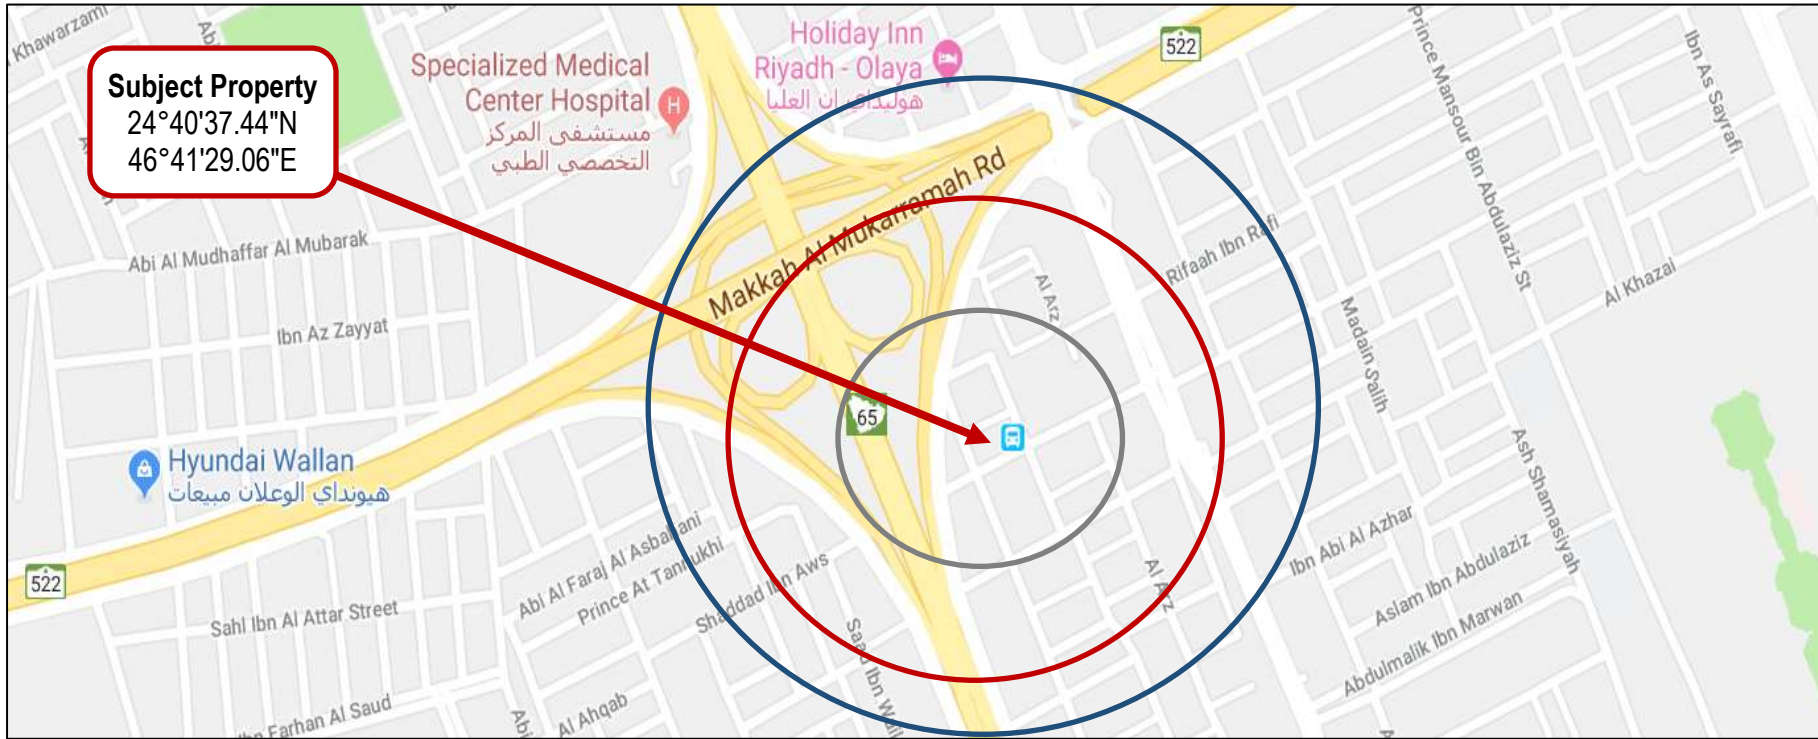 Khawarzami
Subject Property
24°40'37.44"N
46°41'29.06"E
Specialized Medical
Center Hospital
مستشفى المركز
التخصصي الطبي
H
Holiday Inn
Riyadh - Olaya
هوليداي إن العليا
522
Prince Mansour Bin Abdulaziz St
Ibn As Sayrafi
Makkah Al Mukarramah Rd
Abi Al Mudhaffar Al Mubarak
Rifaah Ibn Rafi
Al Khazai
Al Arz
Ibn Az Zayyat
Madain Salih
65
Hyundai Wallan
هيونداي الوعلان مبيعات
Ash Shamasiyah
522
Abi Al Faraj Al Asbahani
Prince At Tannukhi
Shaddad Ibn Aws
Ibn Abi Al Azhar
Aslam Ibn Abdulaziz
Al Arz
Sahl Ibn Al Attar Street
Abdulmalik Ibn Marwan
Saad Ibn
Ibn Farhan Al Saud
Abi
Al Ahqab